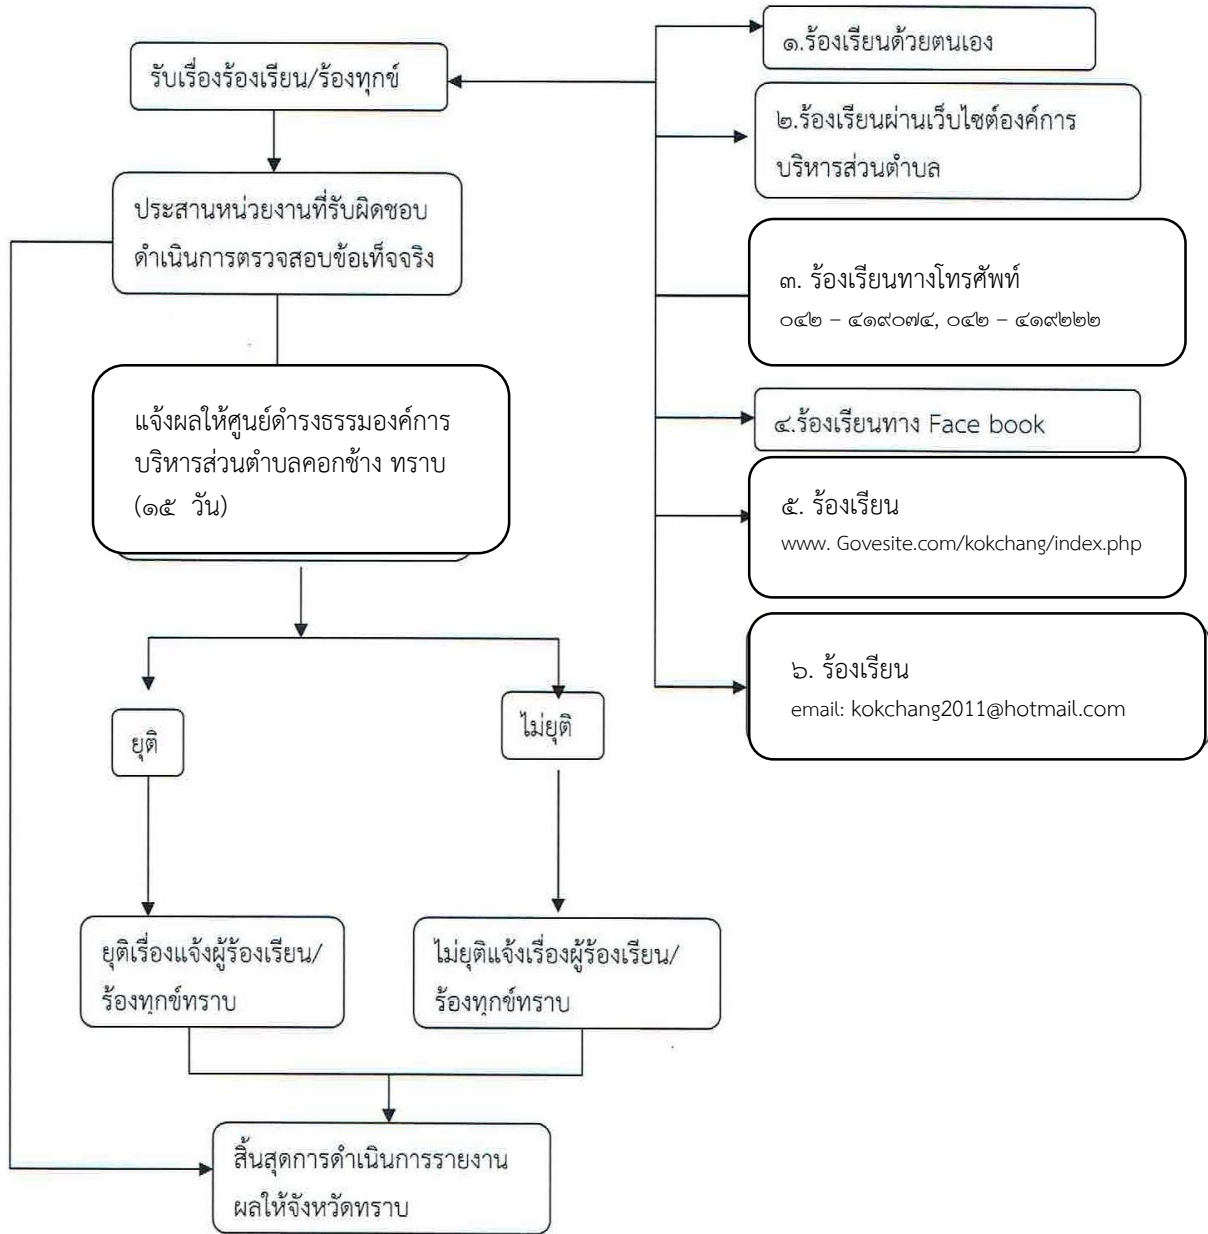 รับเรื่องร้องเรียน/ร้องทุกข์
ประสานหน่วยงานที่รับผิดชอบ
ดำเนินการตรวจสอบข้อเท็จจริง
แจ้งผลให้ศูนย์ดำรงธรรมองค์การ
บริหารส่วนตำบลคอกช้าง ทราบ
(๑๕ วัน)
ยุติ
ไม่ยุติ
ยุติเรื่องแจ้งผู้ร้องเรียน/
ร้องทุกข์ทราบ
ไม่ยุติแจ้งเรื่องผู้ร้องเรียน/
ร้องทุกข์ทราบ
สิ้นสุดการดำเนินการรายงาน
ผลให้จังหวัดทราบ
๑.ร้องเรียนด้วยตนเอง
๒.ร้องเรียนผ่านเว็บไซต์องค์การ
บริหารส่วนตำบล
๓. ร้องเรียนทางโทรศัพท์
๐๔๒ – ๔๑๙๐๗๔, ๐๔๒ – ๔๑๙๒๒๒
๔.ร้องเรียนทาง Face book
๕. ร้องเรียน
www. Govesite.com/kokchang/index.php
๖. ร้องเรียน
email: kokchang2011@hotmail.com